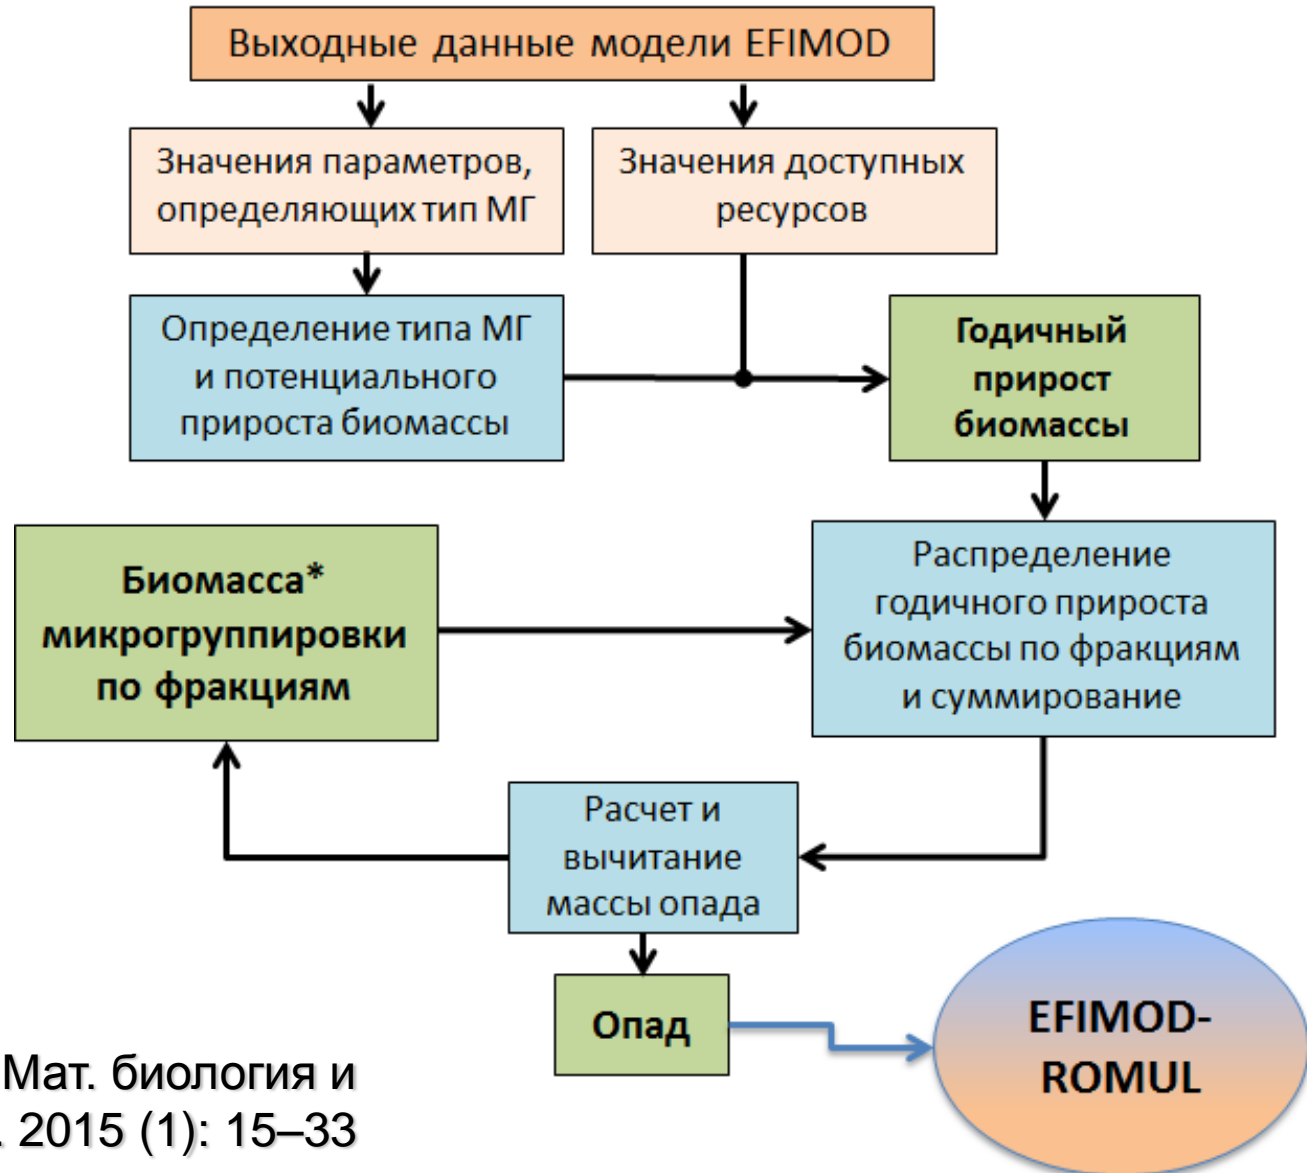 Выходные данные модели EFIMOD
Значения параметров,
определяющих тип МГ
Значения доступных
ресурсов
Определение типа МГ
и потенциального
прироста биомассы
Годичный
прирост
биомассы
Биомасса*
микрогруппировки
по фракциям
Распределение
годичного прироста
биомассы по фракциям
и суммирование
Расчет и
вычитание
массы опада
Опад
EFIMOD-
ROMUL
Мат. биология и
. 2015 (1): 15–33